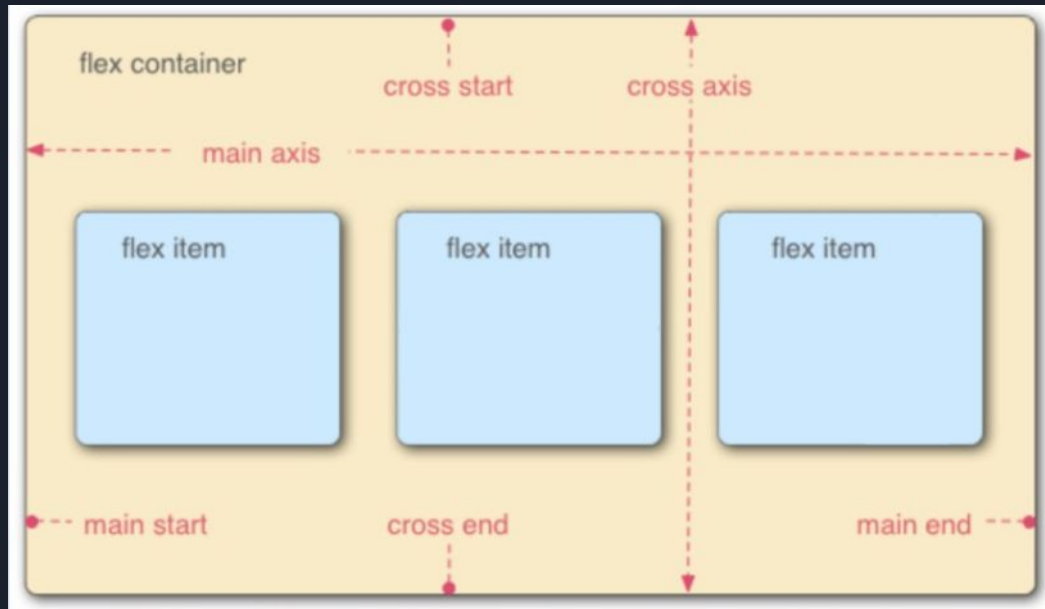 flex container
cross start
cross axis
main axis
flex item
flex item
flex item
main start
cross end
main end